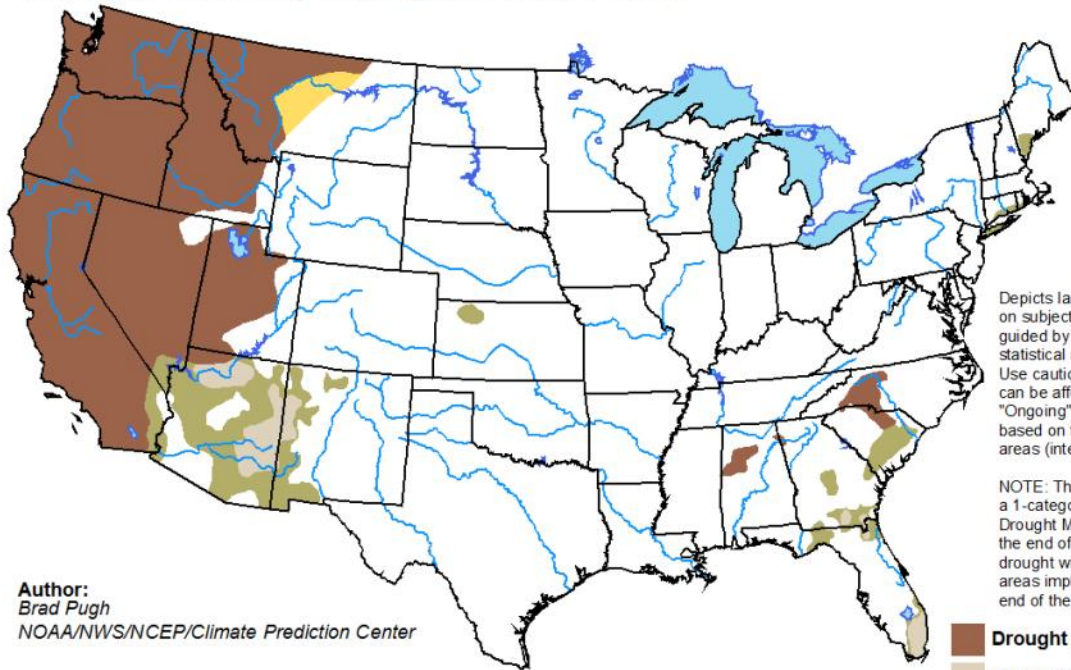 Depicts la
on subject
guided by
statistical
Use cautio
can be affe
"Ongoing"
based on
areas (inte
NOTE: Th
a 1-catego
Drought M
the end of
drought w
areas impl
end of the
Author:
Brad Pugh
NOAA/NWS/NCEP/Climate Prediction Center
Drought